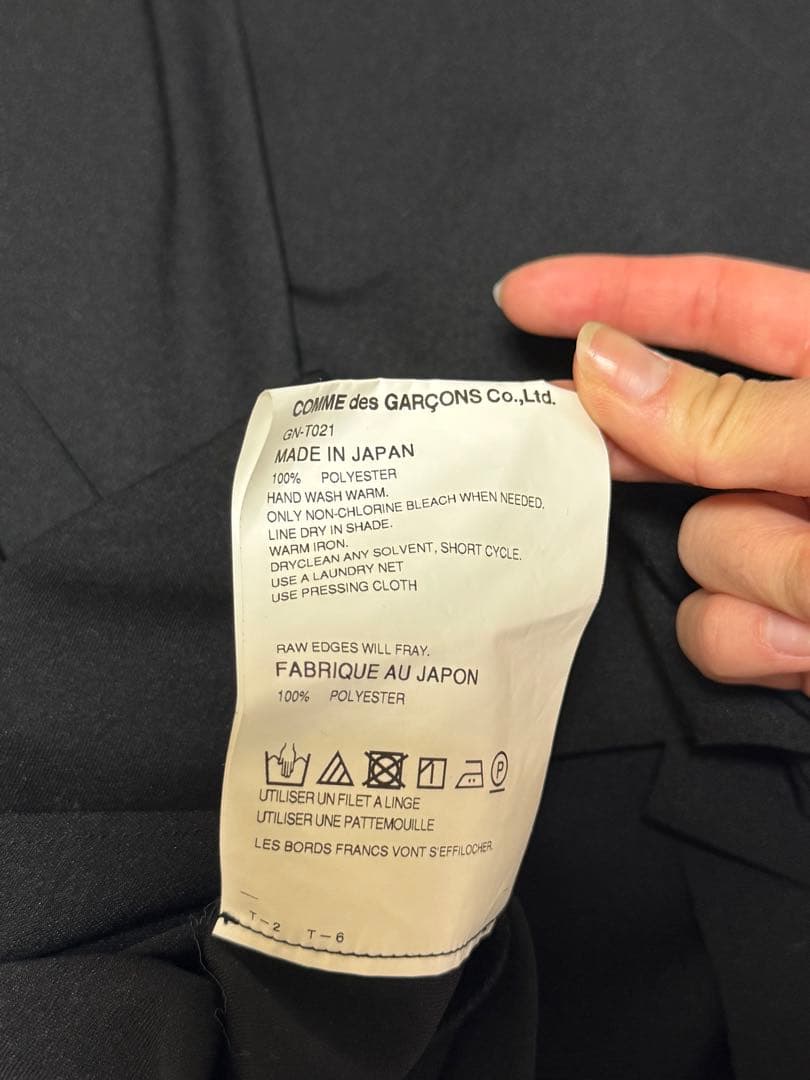 COMME des GARÇONS Co.,Ltd.
GN-T021
MADE IN JAPAN
100% POLYESTER
HAND WASH WARM.
ONLY NON-CHLORINE BLEACH WHEN NEEDED.
LINE DRY IN SHADE.
WARM IRON.
DRYCLEAN ANY SOLVENT, SHORT CYCLE.
USE A LAUNDRY NET
USE PRESSING CLOTH
RAW EDGES WILL FRAY.
FABRIQUE AU JAPON
100% POLYESTER
P
UTILISER UN FILET A LINGE
UTILISER UNE PATTEMOUILLE
LES BORDS FRANCS VONT S'EFFILOCHER.
T-2 T-6